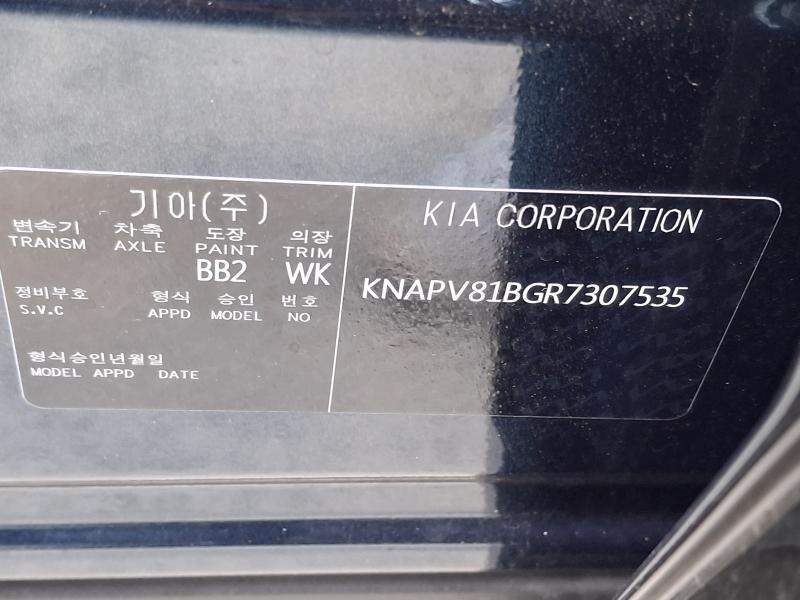 기아(주)
변속기 차축 도장 의장
TRANSM AXLE PAINT TRIM
BB2 WK
정비부호 형식 승인 번호
S.V.C APPD MODEL NO
형식승인년월일
MODEL APPD DATE
KIA CORPORATION
KNAPV81BGR7307535